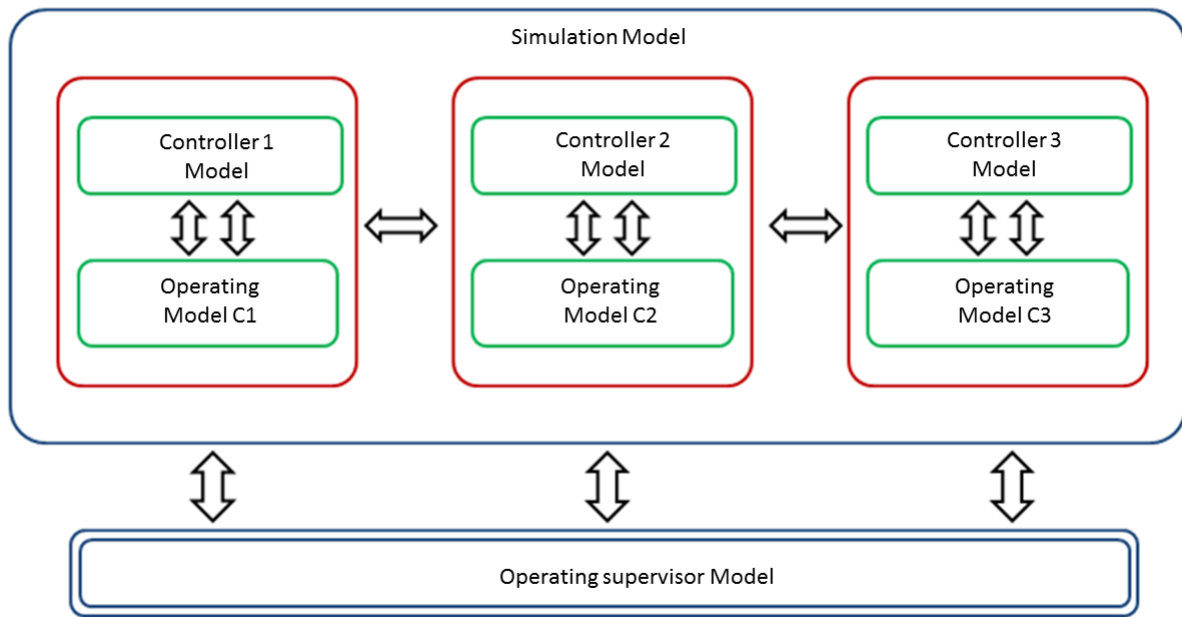 Simulation Model
Controller 1
Model
Controller 2
Model
Controller 3
Model
Operating
Model C1
Operating
Model C2
Operating
Model C3
Operating supervisor Model